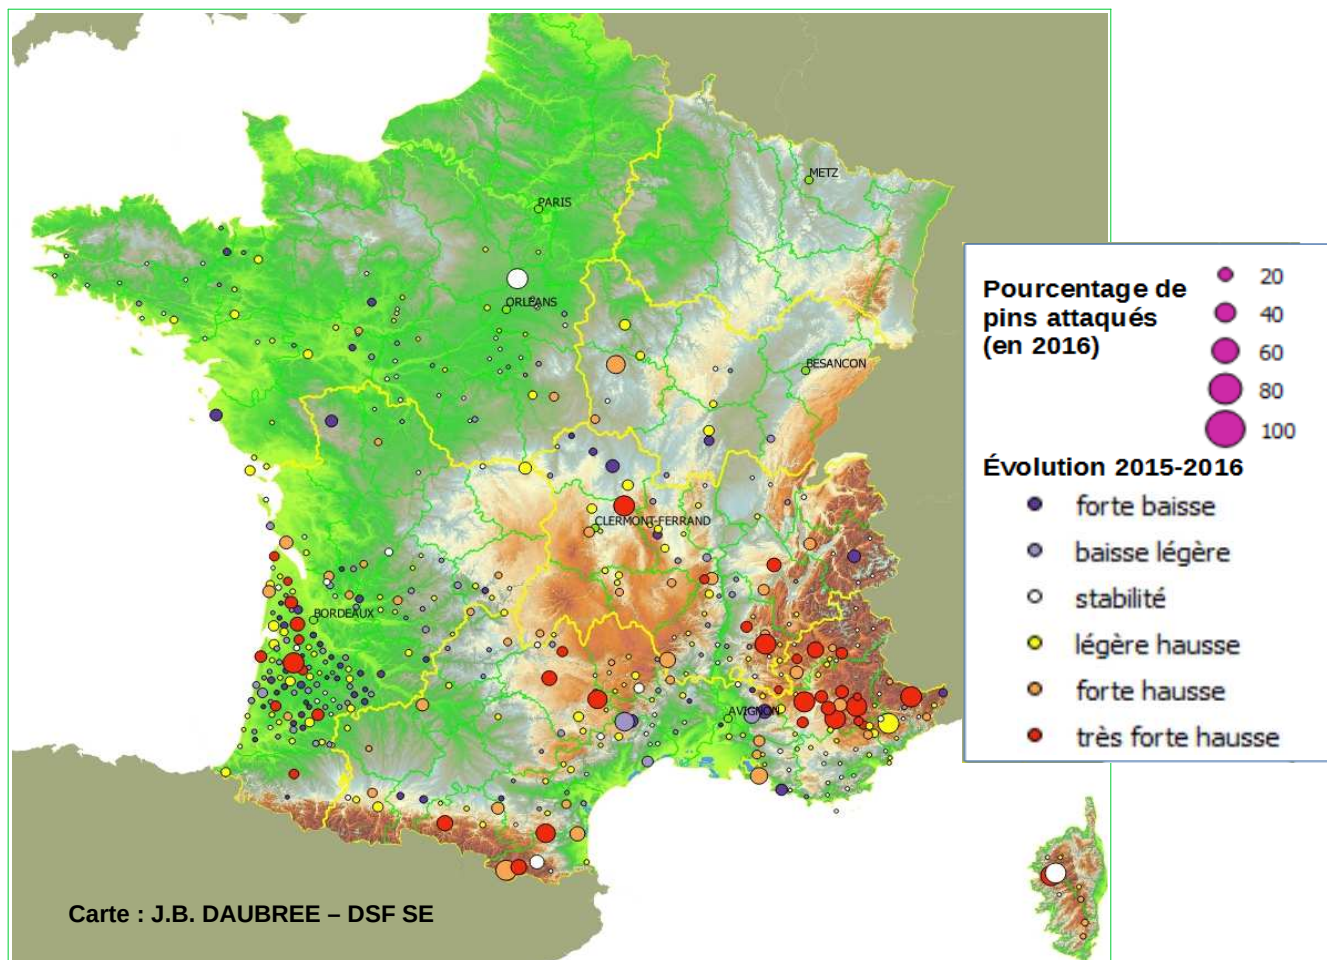 METZ
PARIS
ORLEANS
BESANCON
CLERMONT-FERRAND
BORDEAUX
AVIGNON
Pourcentage de
pins attaqués
(en 2016)
20
40
60
80
100
Évolution 2015-2016
forte baisse
baisse légère
stabilité
légère hausse
forte hausse
très forte hausse
Carte : J.B. DAUBREE – DSF SE